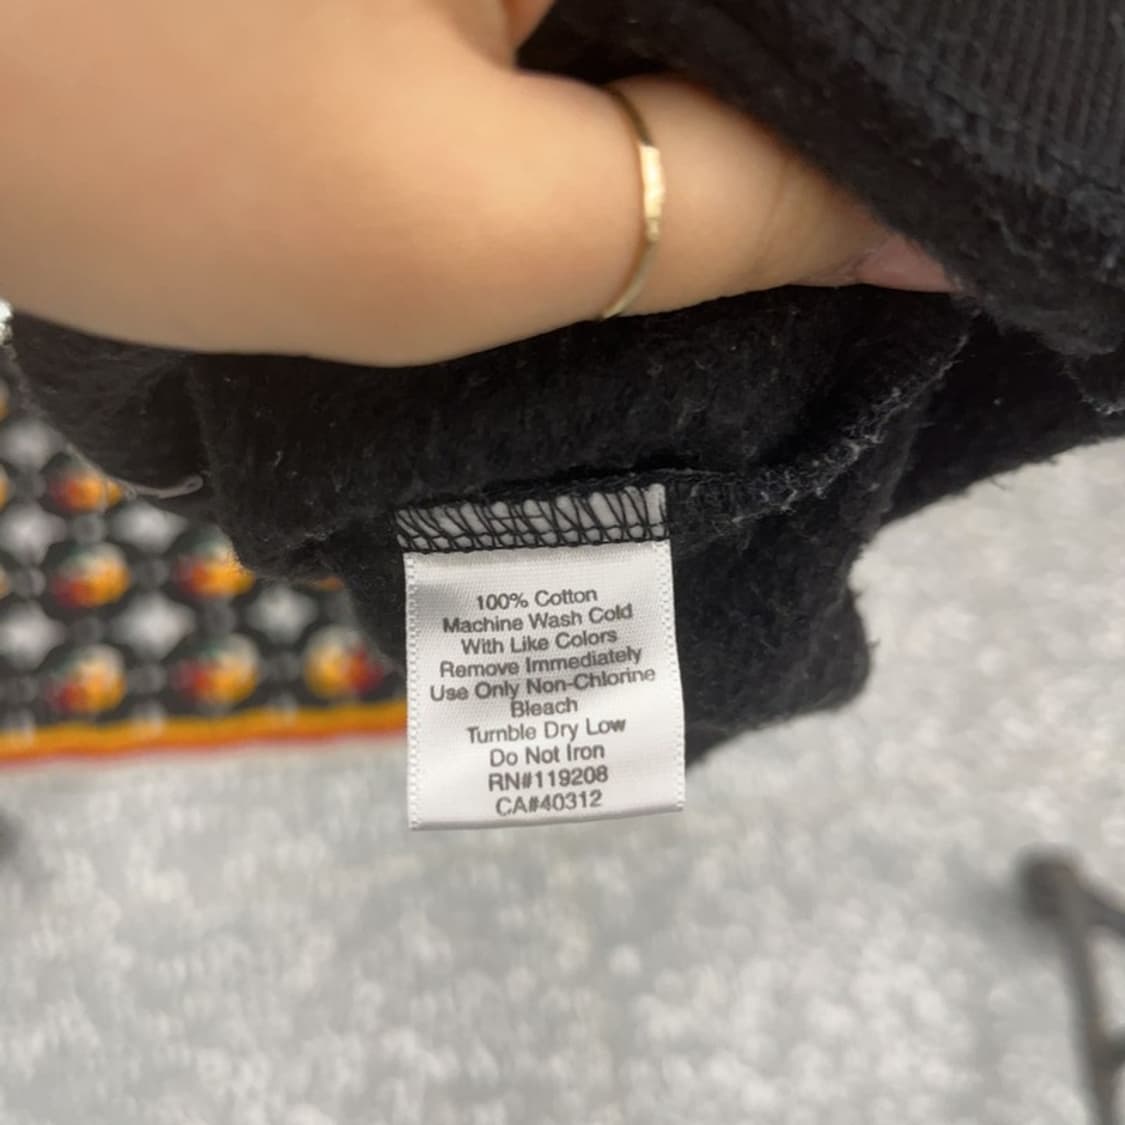 100% Cotton
Machine Wash Cold
With Like Colors
Remove Immediately
Use Only Non-Chlorine
Bleach
Tumble Dry Low
Do Not Iron
RN#119208
CA#40312